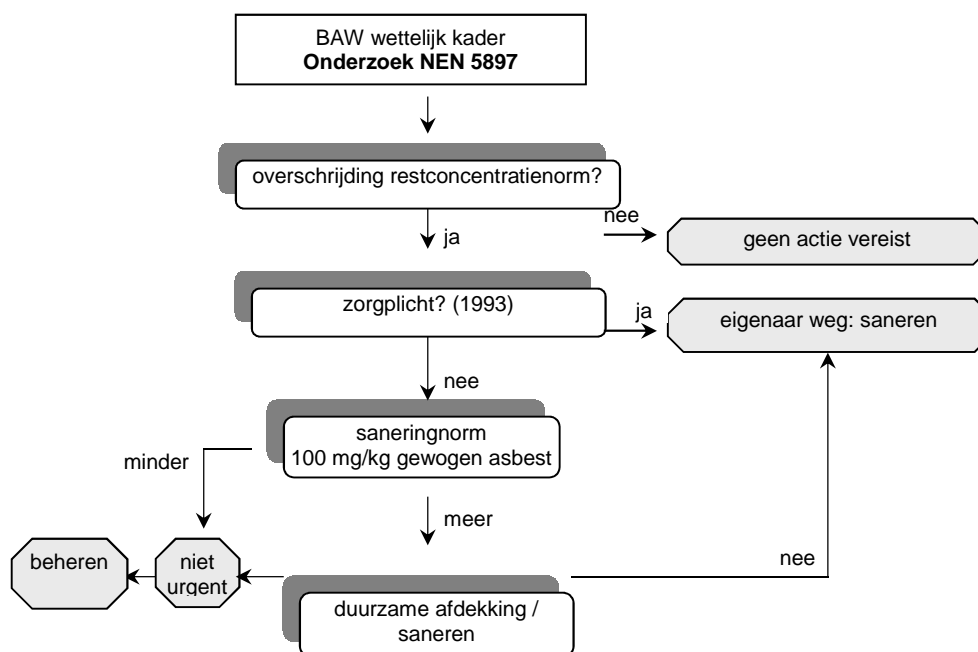 BAW wettelijk kader
Onderzoek NEN 5897
overschrijding restconcentratienorm?
nee
geen actie vereist
ja
zorgplicht? (1993)
ja
eigenaar weg: saneren
nee
saneringnorm
100 mg/kg gewogen asbest
minder
meer
beheren
niet
urgent
nee
duurzame afdekking /
saneren